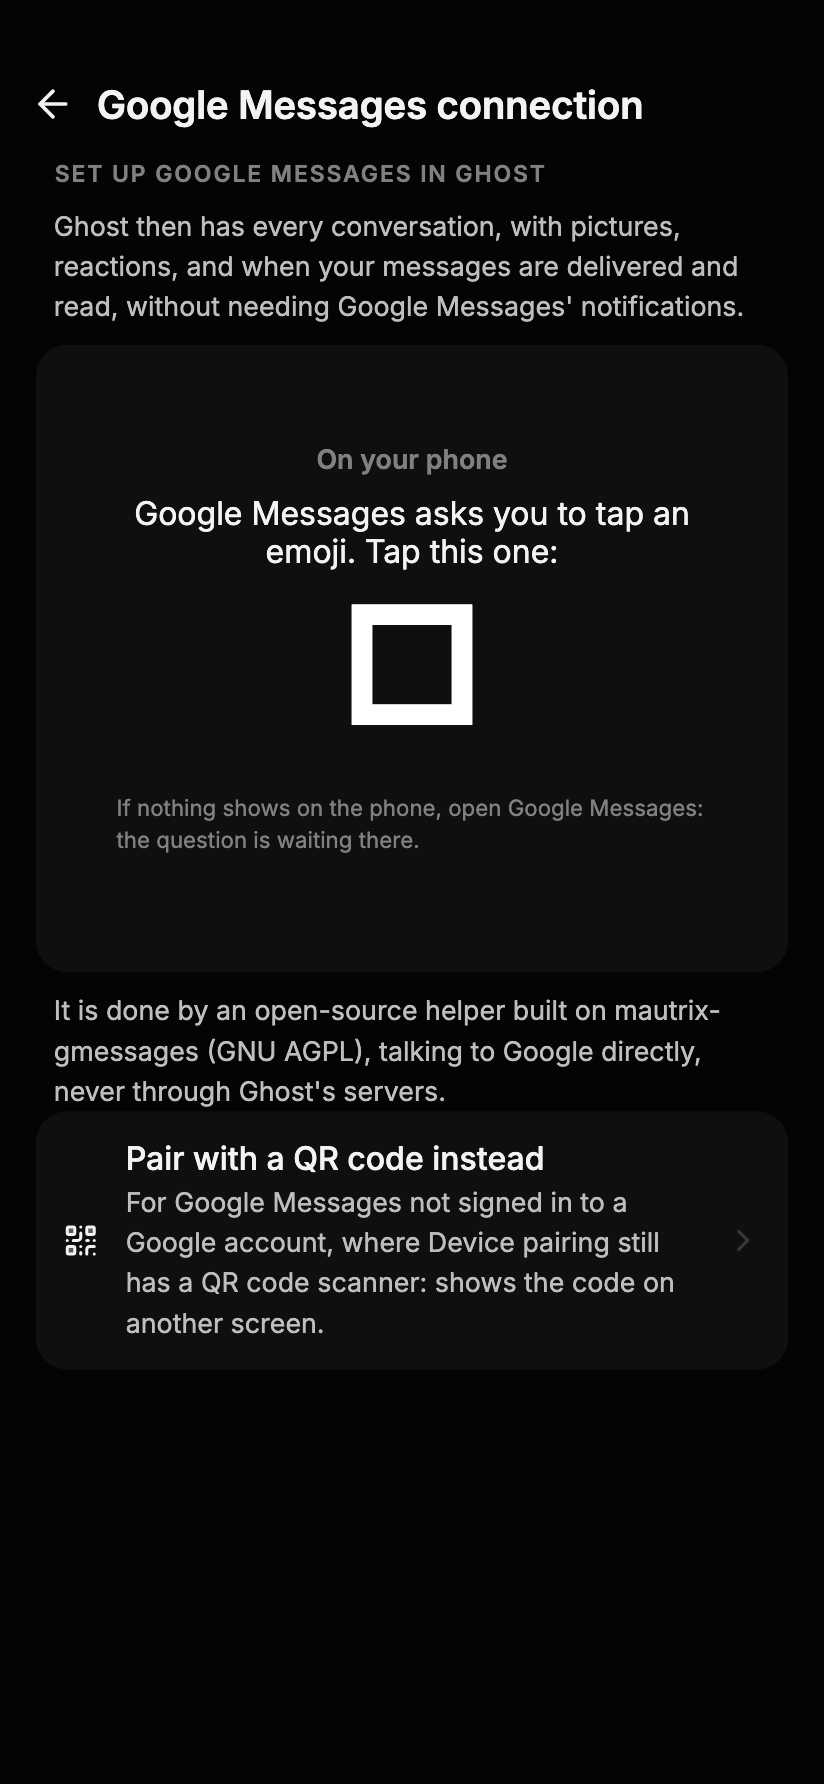 Google Messages connection
SET UP GOOGLE MESSAGES IN GHOST
Ghost then has every conversation, with pictures,
reactions, and when your messages are delivered and
read, without needing Google Messages' notifications.
On your phone
Google Messages asks you to tap an
emoji. Tap this one:
If nothing shows on the phone, open Google Messages:
the question is waiting there.
It is done by an open-source helper built on mautrix-
gmessages (GNU AGPL), talking to Google directly,
never through Ghost's servers.
Pair with a QR code instead
For Google Messages not signed in to a
Google account, where Device pairing still
has a QR code scanner: shows the code on
another screen.